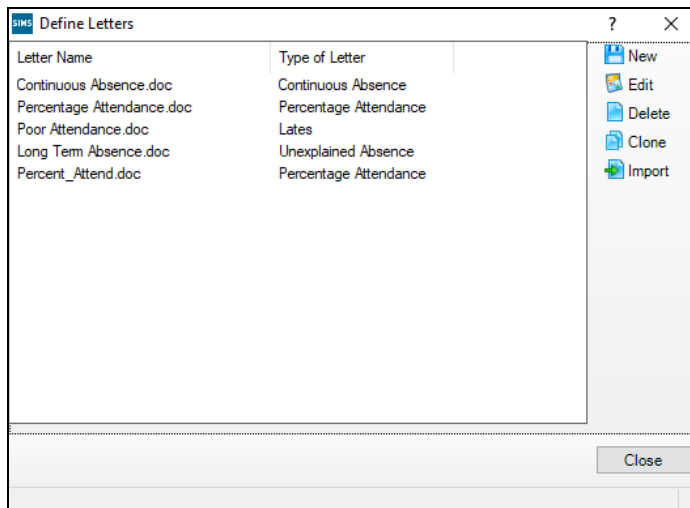 SIMS Define Letters ? X
Letter Name Type of Letter New
Continuous Absence.doc Continuous Absence Edit
Percentage Attendance.doc Percentage Attendance Delete
Poor Attendance.doc Lates Clone
Long Term Absence.doc Unexplained Absence Import
Percent_Attend.doc Percentage Attendance
Close